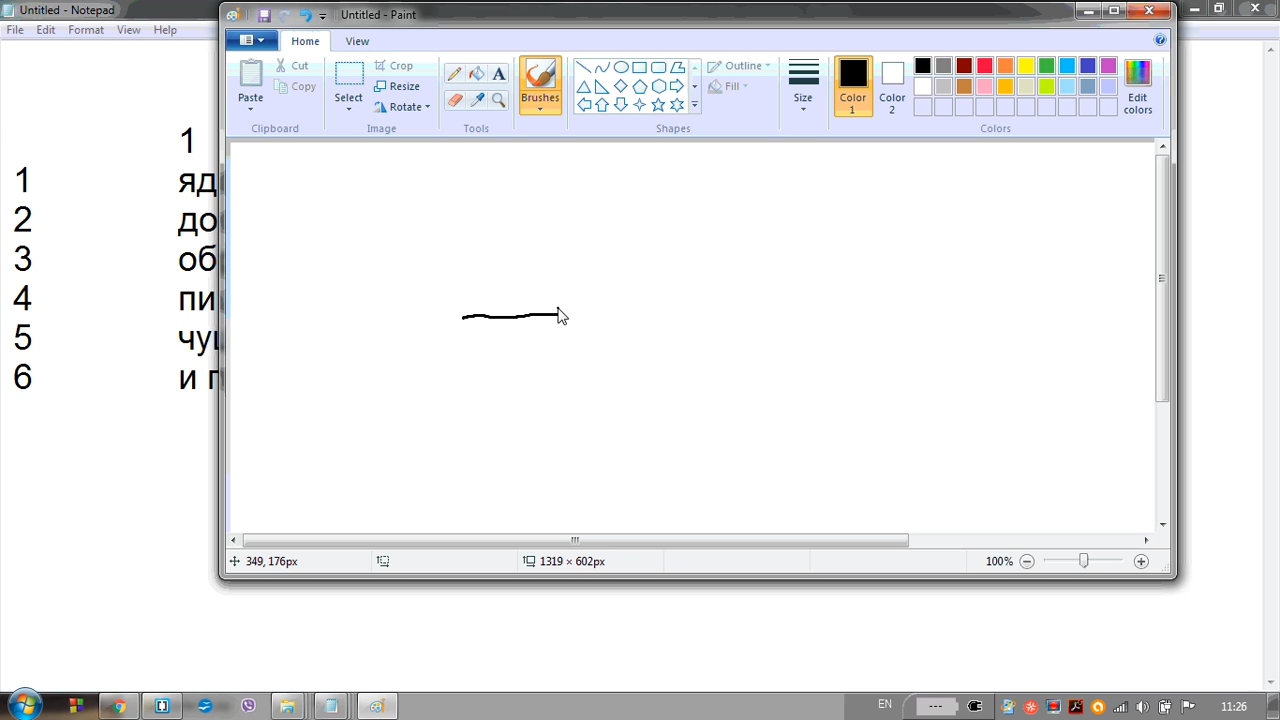 Untitled - Notepad
File Edit Format View Help
1
1
2
3
4
5
6 и
Untitled - Paint
Home View
Paste
Cut
Copy
Clipboard
Select
Crop
Resize
Rotate
Image
Tools
Brushes
Shapes
Outline
Fill
Size
Color 1
Color 2
Edit colors
Colors
349, 176px
1319 × 602px
100%
EN
11:26